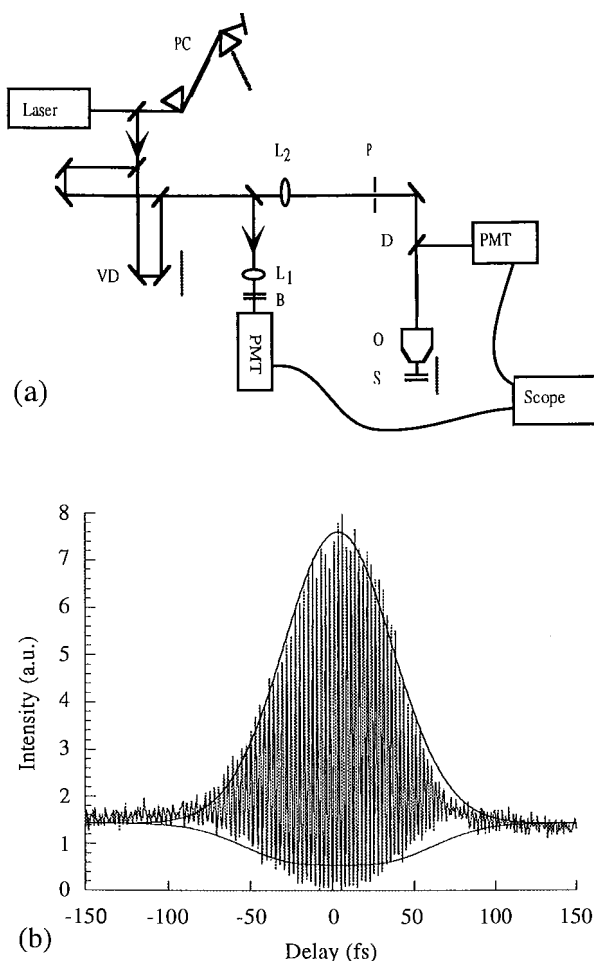 PC
Laser
L2
P
D
PMT
VD
L1
B
PMT
O
S
Scope
(a)
8
7
6
5
4
3
2
1
0
Intensity (a.u.)
-150
-100
-50
0
50
100
150
Delay (fs)
(b)